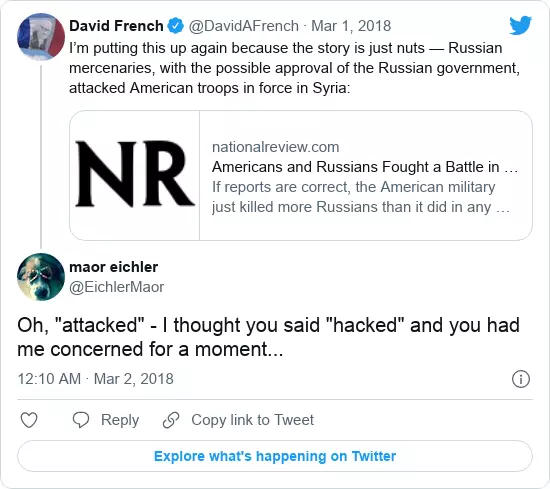 David French @DavidAFrench · Mar 1, 2018
I'm putting this up again because the story is just nuts — Russian
mercenaries, with the possible approval of the Russian government,
attacked American troops in force in Syria:
NR
nationalreview.com
Americans and Russians Fought a Battle in …
If reports are correct, the American military
just killed more Russians than it did in any …
maor eichler
@EichlerMaor
Oh, "attacked" - I thought you said "hacked" and you had
me concerned for a moment...
12:10 AM · Mar 2, 2018
Reply Copy link to Tweet
Explore what's happening on Twitter